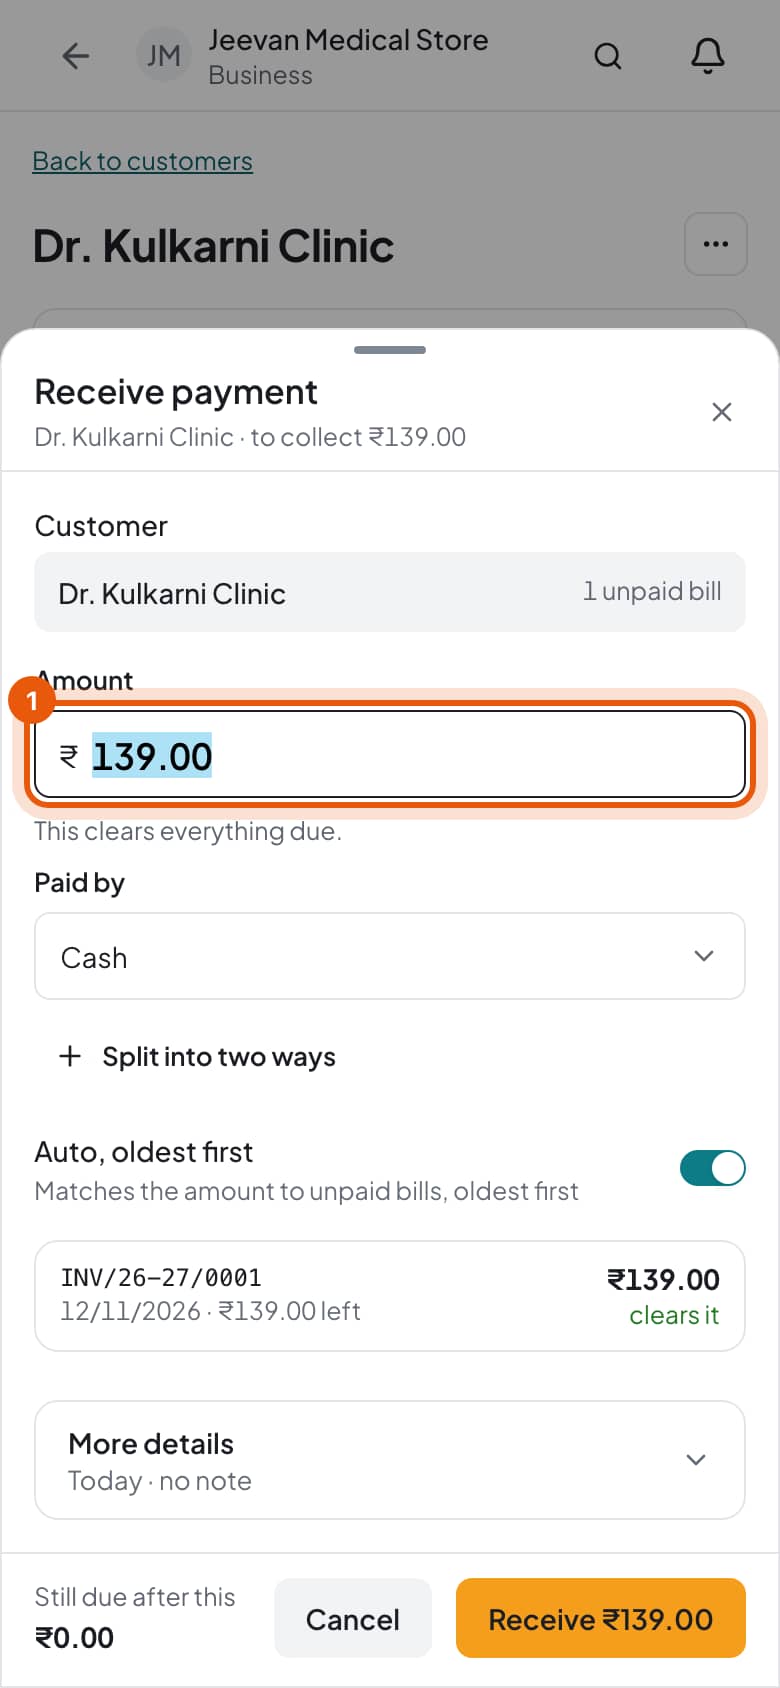 JM
Jeevan Medical Store
Business
Back to customers
Dr. Kulkarni Clinic
Receive payment
Dr. Kulkarni Clinic · to collect ₹139.00
Customer
Dr. Kulkarni Clinic
1 unpaid bill
Amount
1
₹ 139.00
This clears everything due.
Paid by
Cash
+ Split into two ways
Auto, oldest first
Matches the amount to unpaid bills, oldest first
INV/26-27/0001
₹139.00
12/11/2026 · ₹139.00 left
clears it
More details
Today · no note
Still due after this
₹0.00
Cancel
Receive ₹139.00